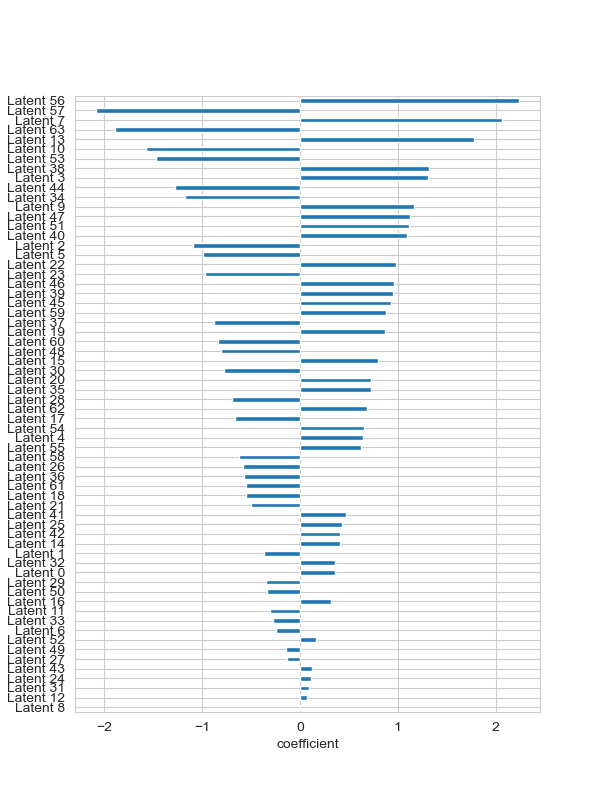 Latent 56
Latent 57
Latent 7
Latent 63
Latent 13
Latent 10
Latent 53
Latent 38
Latent 3
Latent 44
Latent 34
Latent 9
Latent 47
Latent 51
Latent 40
Latent 2
Latent 5
Latent 22
Latent 23
Latent 46
Latent 39
Latent 45
Latent 59
Latent 37
Latent 19
Latent 60
Latent 48
Latent 15
Latent 30
Latent 20
Latent 35
Latent 28
Latent 62
Latent 17
Latent 54
Latent 4
Latent 55
Latent 58
Latent 26
Latent 36
Latent 61
Latent 18
Latent 21
Latent 41
Latent 25
Latent 42
Latent 14
Latent 1
Latent 32
Latent 0
Latent 29
Latent 50
Latent 16
Latent 11
Latent 33
Latent 6
Latent 52
Latent 49
Latent 27
Latent 43
Latent 24
Latent 31
Latent 12
Latent 8
−2 −1 0 1 2
coefficient